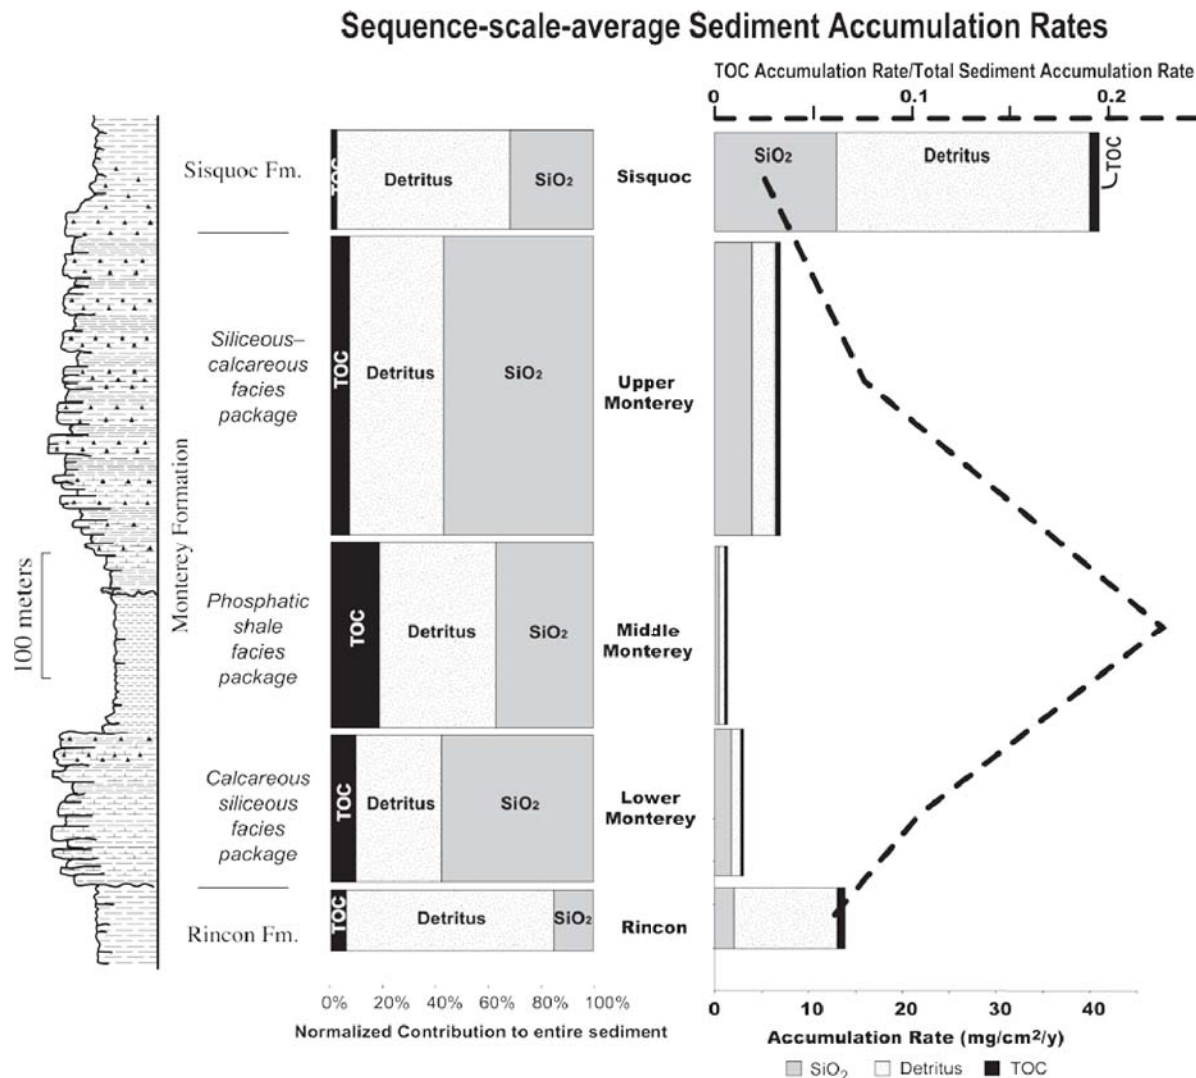 Sequence-scale-average Sediment Accumulation Rates
TOC Accumulation Rate/Total Sediment Accumulation Rate
0 0.1 0.2
Sisquoc Fm.
TOC
Detritus
SiO₂
Sisquoc
SiO₂
Detritus
TOC
Siliceous–
calcareous
facies
package
TOC
Detritus
SiO₂
Upper
Monterey
Monterey Formation
100 meters
Phosphatic
shale
facies
package
TOC
Detritus
SiO₂
Middle
Monterey
Calcareous
siliceous
facies
package
TOC
Detritus
SiO₂
Lower
Monterey
Rincon Fm.
TOC
Detritus
SiO₂
Rincon
0% 20% 40% 60% 80% 100%
Normalized Contribution to entire sediment
0 10 20 30 40
Accumulation Rate (mg/cm²/y)
SiO₂ Detritus TOC